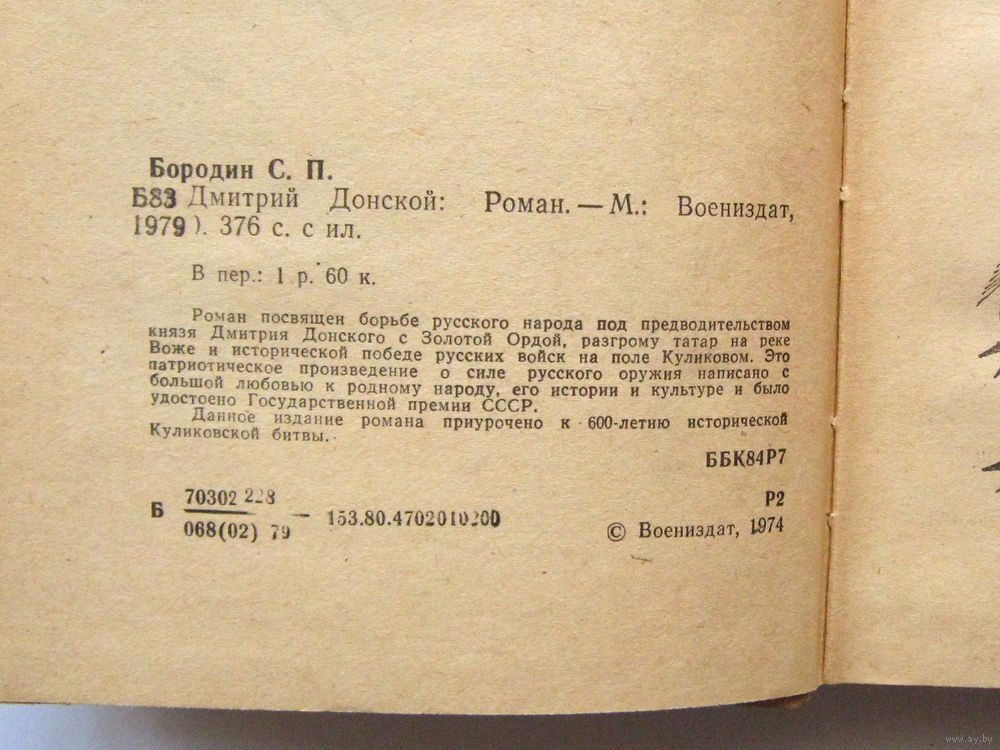 Бородин С. П.
Б83 Дмитрий Донской: Роман. — М.: Воениздат,
1979). 376 с. с ил.
В пер.: 1 р. 60 к.
Роман посвящен борьбе русского народа под предводительством
князя Дмитрия Донского с Золотой Ордой, разгрому татар на реке
Воже и исторической победе русских войск на поле Куликовом. Это
патриотическое произведение о силе русского оружия написано с
большой любовью к родному народу, его истории и культуре и было
удостоено Государственной премии СССР.
Данное издание романа приурочено к 600-летию исторической
Куликовской битвы.
ББК84Р7
Б 70302 228
068(02) 79 — 153.80.4702010200
Р2
© Воениздат, 1974
www.ay.by